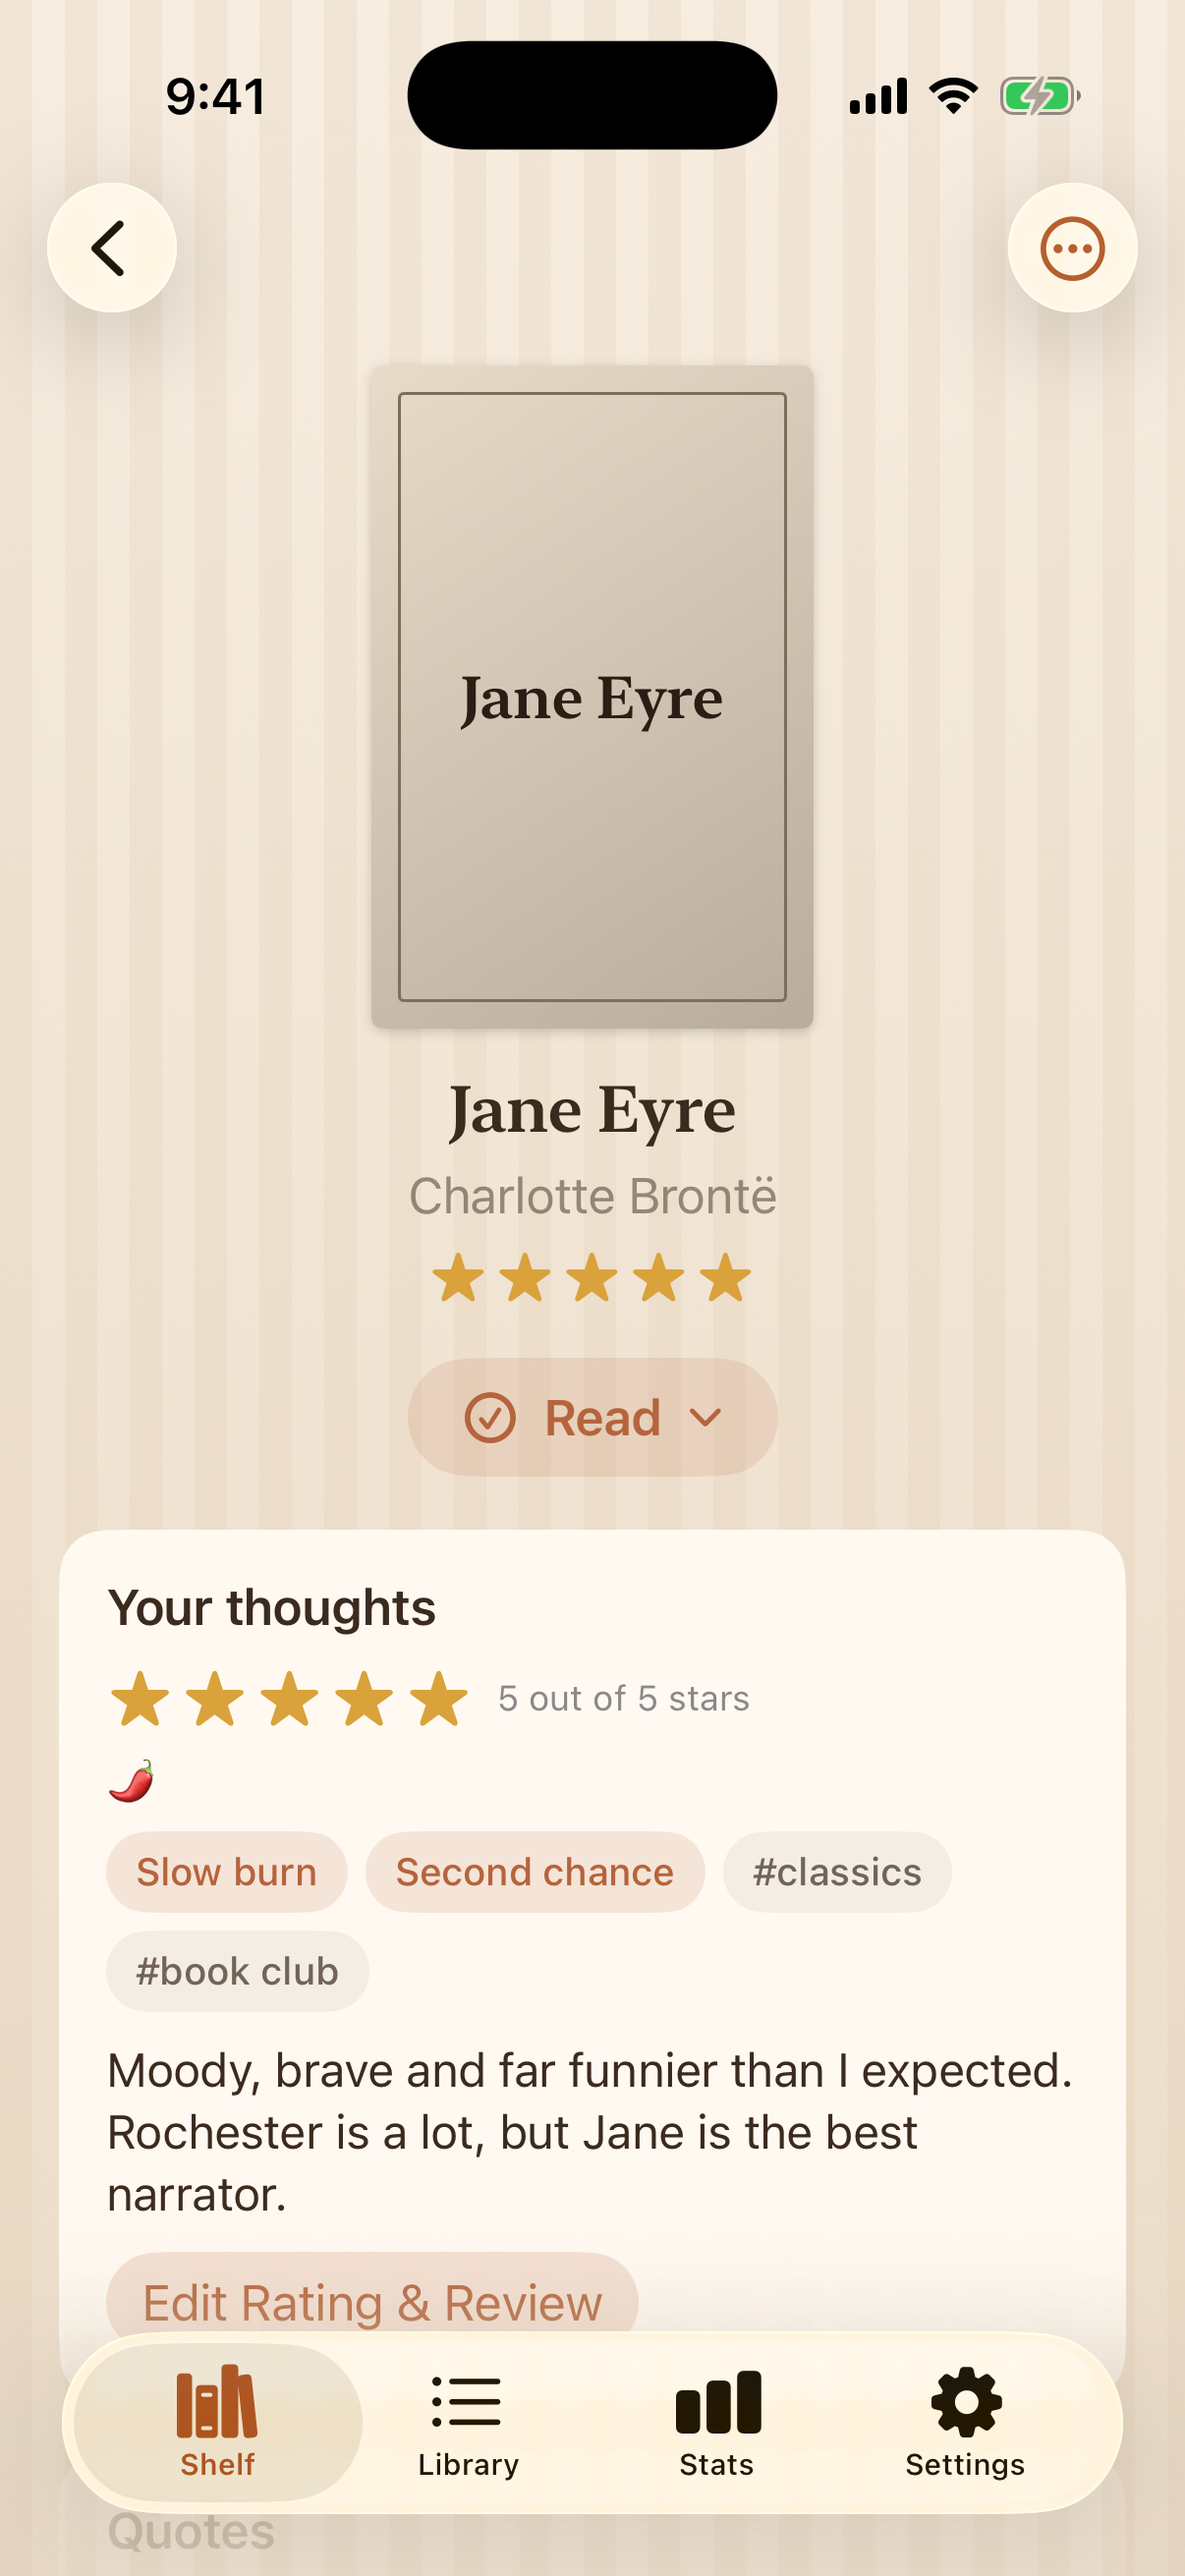 9:41
Jane Eyre
Jane Eyre
Charlotte Brontë
Read
Your thoughts
5 out of 5 stars
Slow burn
Second chance
#classics
#book club
Moody, brave and far funnier than I expected.
Rochester is a lot, but Jane is the best
narrator.
Edit Rating & Review
Shelf
Library
Stats
Settings
Quotes